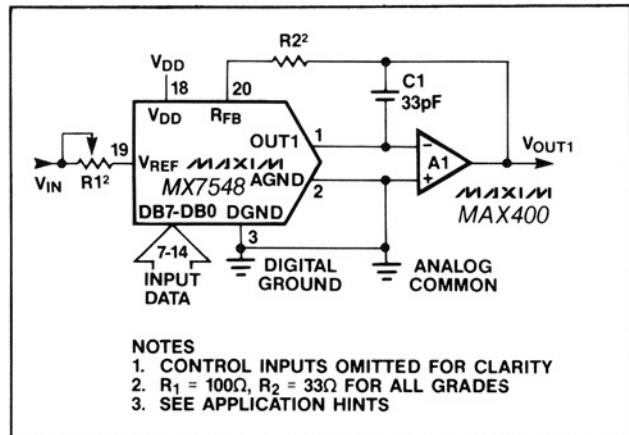 VDD
18
20
R2²
C1
33pF
VDD
RFB
OUT1
1
19
VREF
MAXIM
MX7548
AGND
2
VIN
R1²
A1
−
+
VOUT1
MAXIM
MAX400
DB7-DB0
DGND
7-14
INPUT
DATA
3
DIGITAL
GROUND
ANALOG
COMMON
NOTES
1. CONTROL INPUTS OMITTED FOR CLARITY
2. R1 = 100Ω, R2 = 33Ω FOR ALL GRADES
3. SEE APPLICATION HINTS